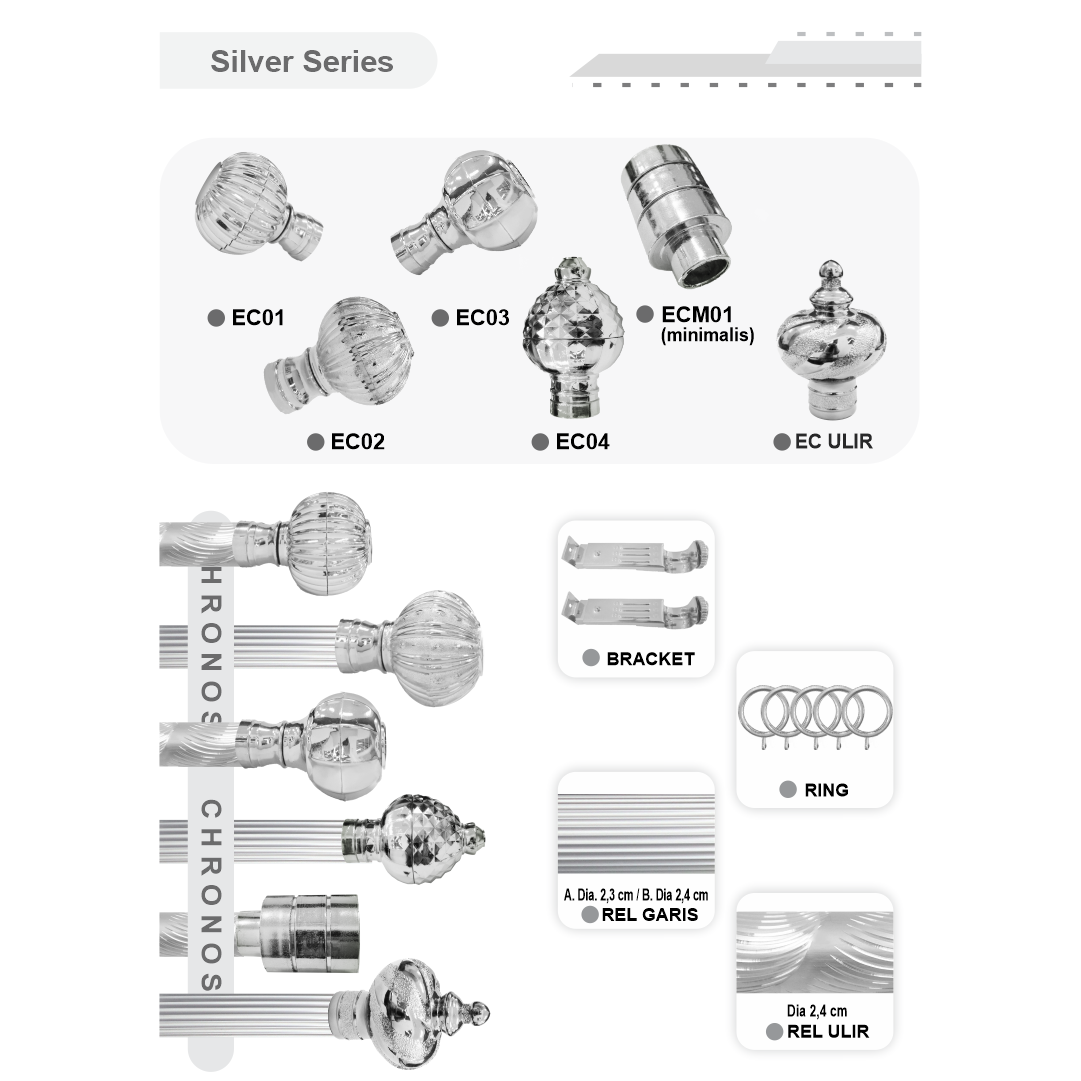 Silver Series
EC01
EC03
ECM01
(minimalis)
EC02
EC04
EC ULIR
HRONOS
CHRONOS
BRACKET
RING
A. Dia. 2,3 cm / B. Dia 2,4 cm
REL GARIS
Dia 2,4 cm
REL ULIR